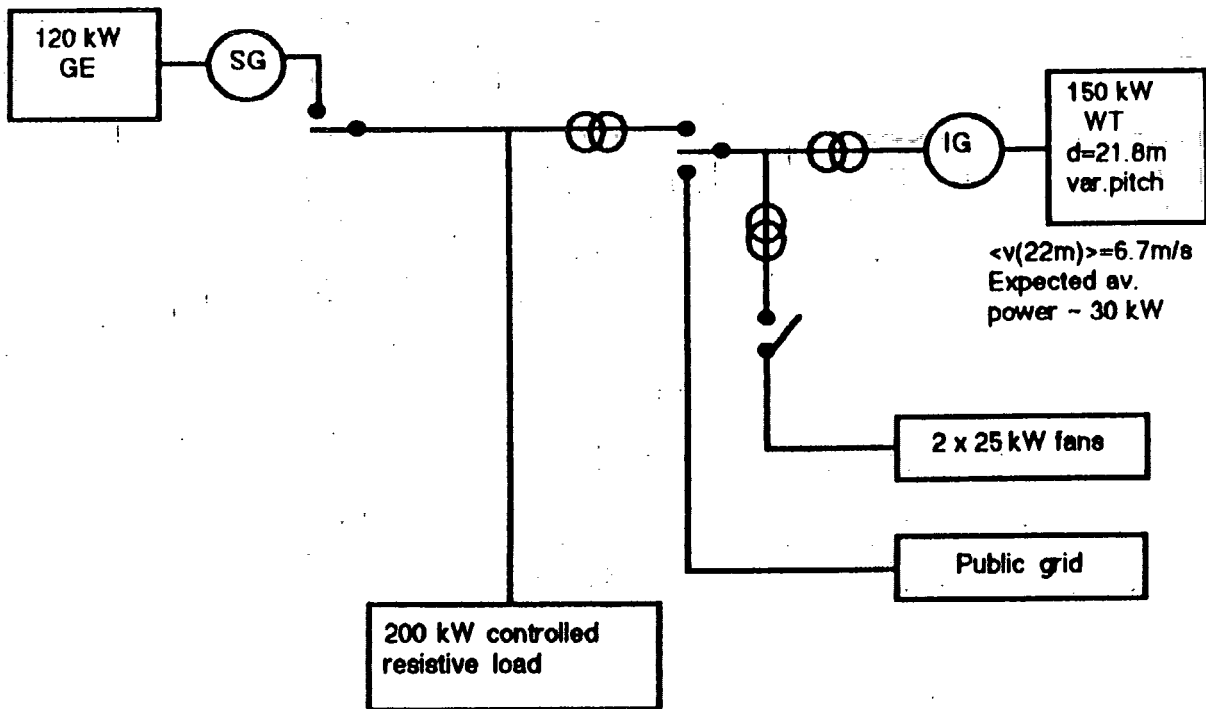 120 kW
GE
SG
150 kW
WT
d=21.8m
var.pitch
IG
<v(22m)>=6.7m/s
Expected av.
power ~ 30 kW
2 x 25 kW fans
Public grid
200 kW controlled
resistive load